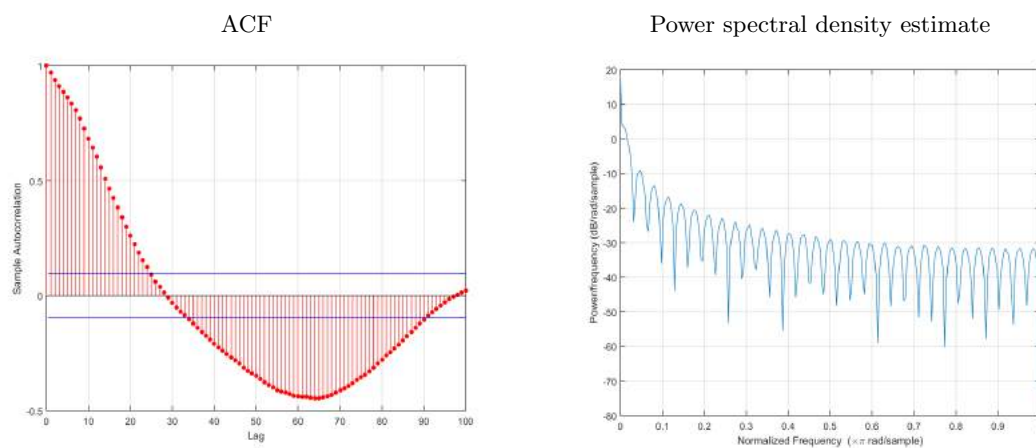 ACF
1
0.5
0
-0.5
Sample Autocorrelation
0 10 20 30 40 50 60 70 80 90 100
Lag
Power spectral density estimate
20
10
0
-10
-20
-30
-40
-50
-60
-70
-80
Power/frequency (dB/rad/sample)
0 0.1 0.2 0.3 0.4 0.5 0.6 0.7 0.8 0.9
Normalized Frequency (×π rad/sample)